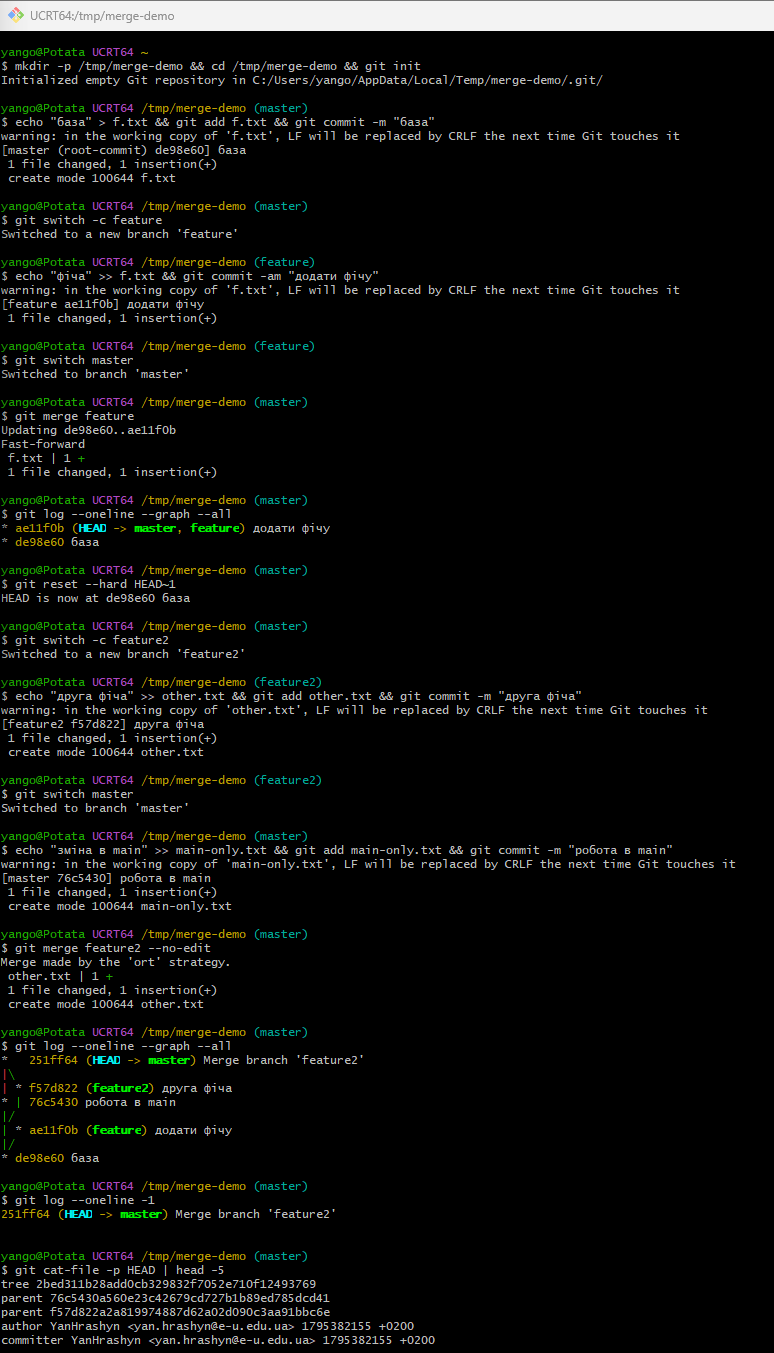 UCRT64:/tmp/merge-demo
yango@Potata UCRT64 ~
$ mkdir -p /tmp/merge-demo && cd /tmp/merge-demo && git init
Initialized empty Git repository in C:/Users/yango/AppData/Local/Temp/merge-demo/.git/
yango@Potata UCRT64 /tmp/merge-demo (master)
$ echo "база" > f.txt && git add f.txt && git commit -m "база"
warning: in the working copy of 'f.txt', LF will be replaced by CRLF the next time Git touches it
[master (root-commit) de98e60] база
 1 file changed, 1 insertion(+)
 create mode 100644 f.txt
yango@Potata UCRT64 /tmp/merge-demo (master)
$ git switch -c feature
Switched to a new branch 'feature'
yango@Potata UCRT64 /tmp/merge-demo (feature)
$ echo "фіча" >> f.txt && git commit -am "додати фічу"
warning: in the working copy of 'f.txt', LF will be replaced by CRLF the next time Git touches it
[feature ae11f0b] додати фічу
 1 file changed, 1 insertion(+)
yango@Potata UCRT64 /tmp/merge-demo (feature)
$ git switch master
Switched to branch 'master'
yango@Potata UCRT64 /tmp/merge-demo (master)
$ git merge feature
Updating de98e60..ae11f0b
Fast-forward
 f.txt | 1 +
 1 file changed, 1 insertion(+)
yango@Potata UCRT64 /tmp/merge-demo (master)
$ git log --oneline --graph --all
* ae11f0b (HEAD -> master, feature) додати фічу
* de98e60 база
yango@Potata UCRT64 /tmp/merge-demo (master)
$ git reset --hard HEAD~1
HEAD is now at de98e60 база
yango@Potata UCRT64 /tmp/merge-demo (master)
$ git switch -c feature2
Switched to a new branch 'feature2'
yango@Potata UCRT64 /tmp/merge-demo (feature2)
$ echo "друга фіча" >> other.txt && git add other.txt && git commit -m "друга фіча"
warning: in the working copy of 'other.txt', LF will be replaced by CRLF the next time Git touches it
[feature2 f57d822] друга фіча
 1 file changed, 1 insertion(+)
 create mode 100644 other.txt
yango@Potata UCRT64 /tmp/merge-demo (feature2)
$ git switch master
Switched to branch 'master'
yango@Potata UCRT64 /tmp/merge-demo (master)
$ echo "зміна в main" >> main-only.txt && git add main-only.txt && git commit -m "робота в main"
warning: in the working copy of 'main-only.txt', LF will be replaced by CRLF the next time Git touches it
[master 76c5430] робота в main
 1 file changed, 1 insertion(+)
 create mode 100644 main-only.txt
yango@Potata UCRT64 /tmp/merge-demo (master)
$ git merge feature2 --no-edit
Merge made by the 'ort' strategy.
 other.txt | 1 +
 1 file changed, 1 insertion(+)
 create mode 100644 other.txt
yango@Potata UCRT64 /tmp/merge-demo (master)
$ git log --oneline --graph --all
*   251ff64 (HEAD -> master) Merge branch 'feature2'
|\
| * f57d822 (feature2) друга фіча
* | 76c5430 робота в main
|/
| * ae11f0b (feature) додати фічу
|/
* de98e60 база
yango@Potata UCRT64 /tmp/merge-demo (master)
$ git log --oneline -1
251ff64 (HEAD -> master) Merge branch 'feature2'
yango@Potata UCRT64 /tmp/merge-demo (master)
$ git cat-file -p HEAD | head -5
tree 2bed311b28add0cb329832f7052e710f12493769
parent 76c5430a560e23c42679cd727b1b89ed785dcd41
parent f57d822a2a819974887d62a02d090c3aa91bbc6e
author YanHrashyn <yan.hrashyn@e-u.edu.ua> 1795382155 +0200
committer YanHrashyn <yan.hrashyn@e-u.edu.ua> 1795382155 +0200